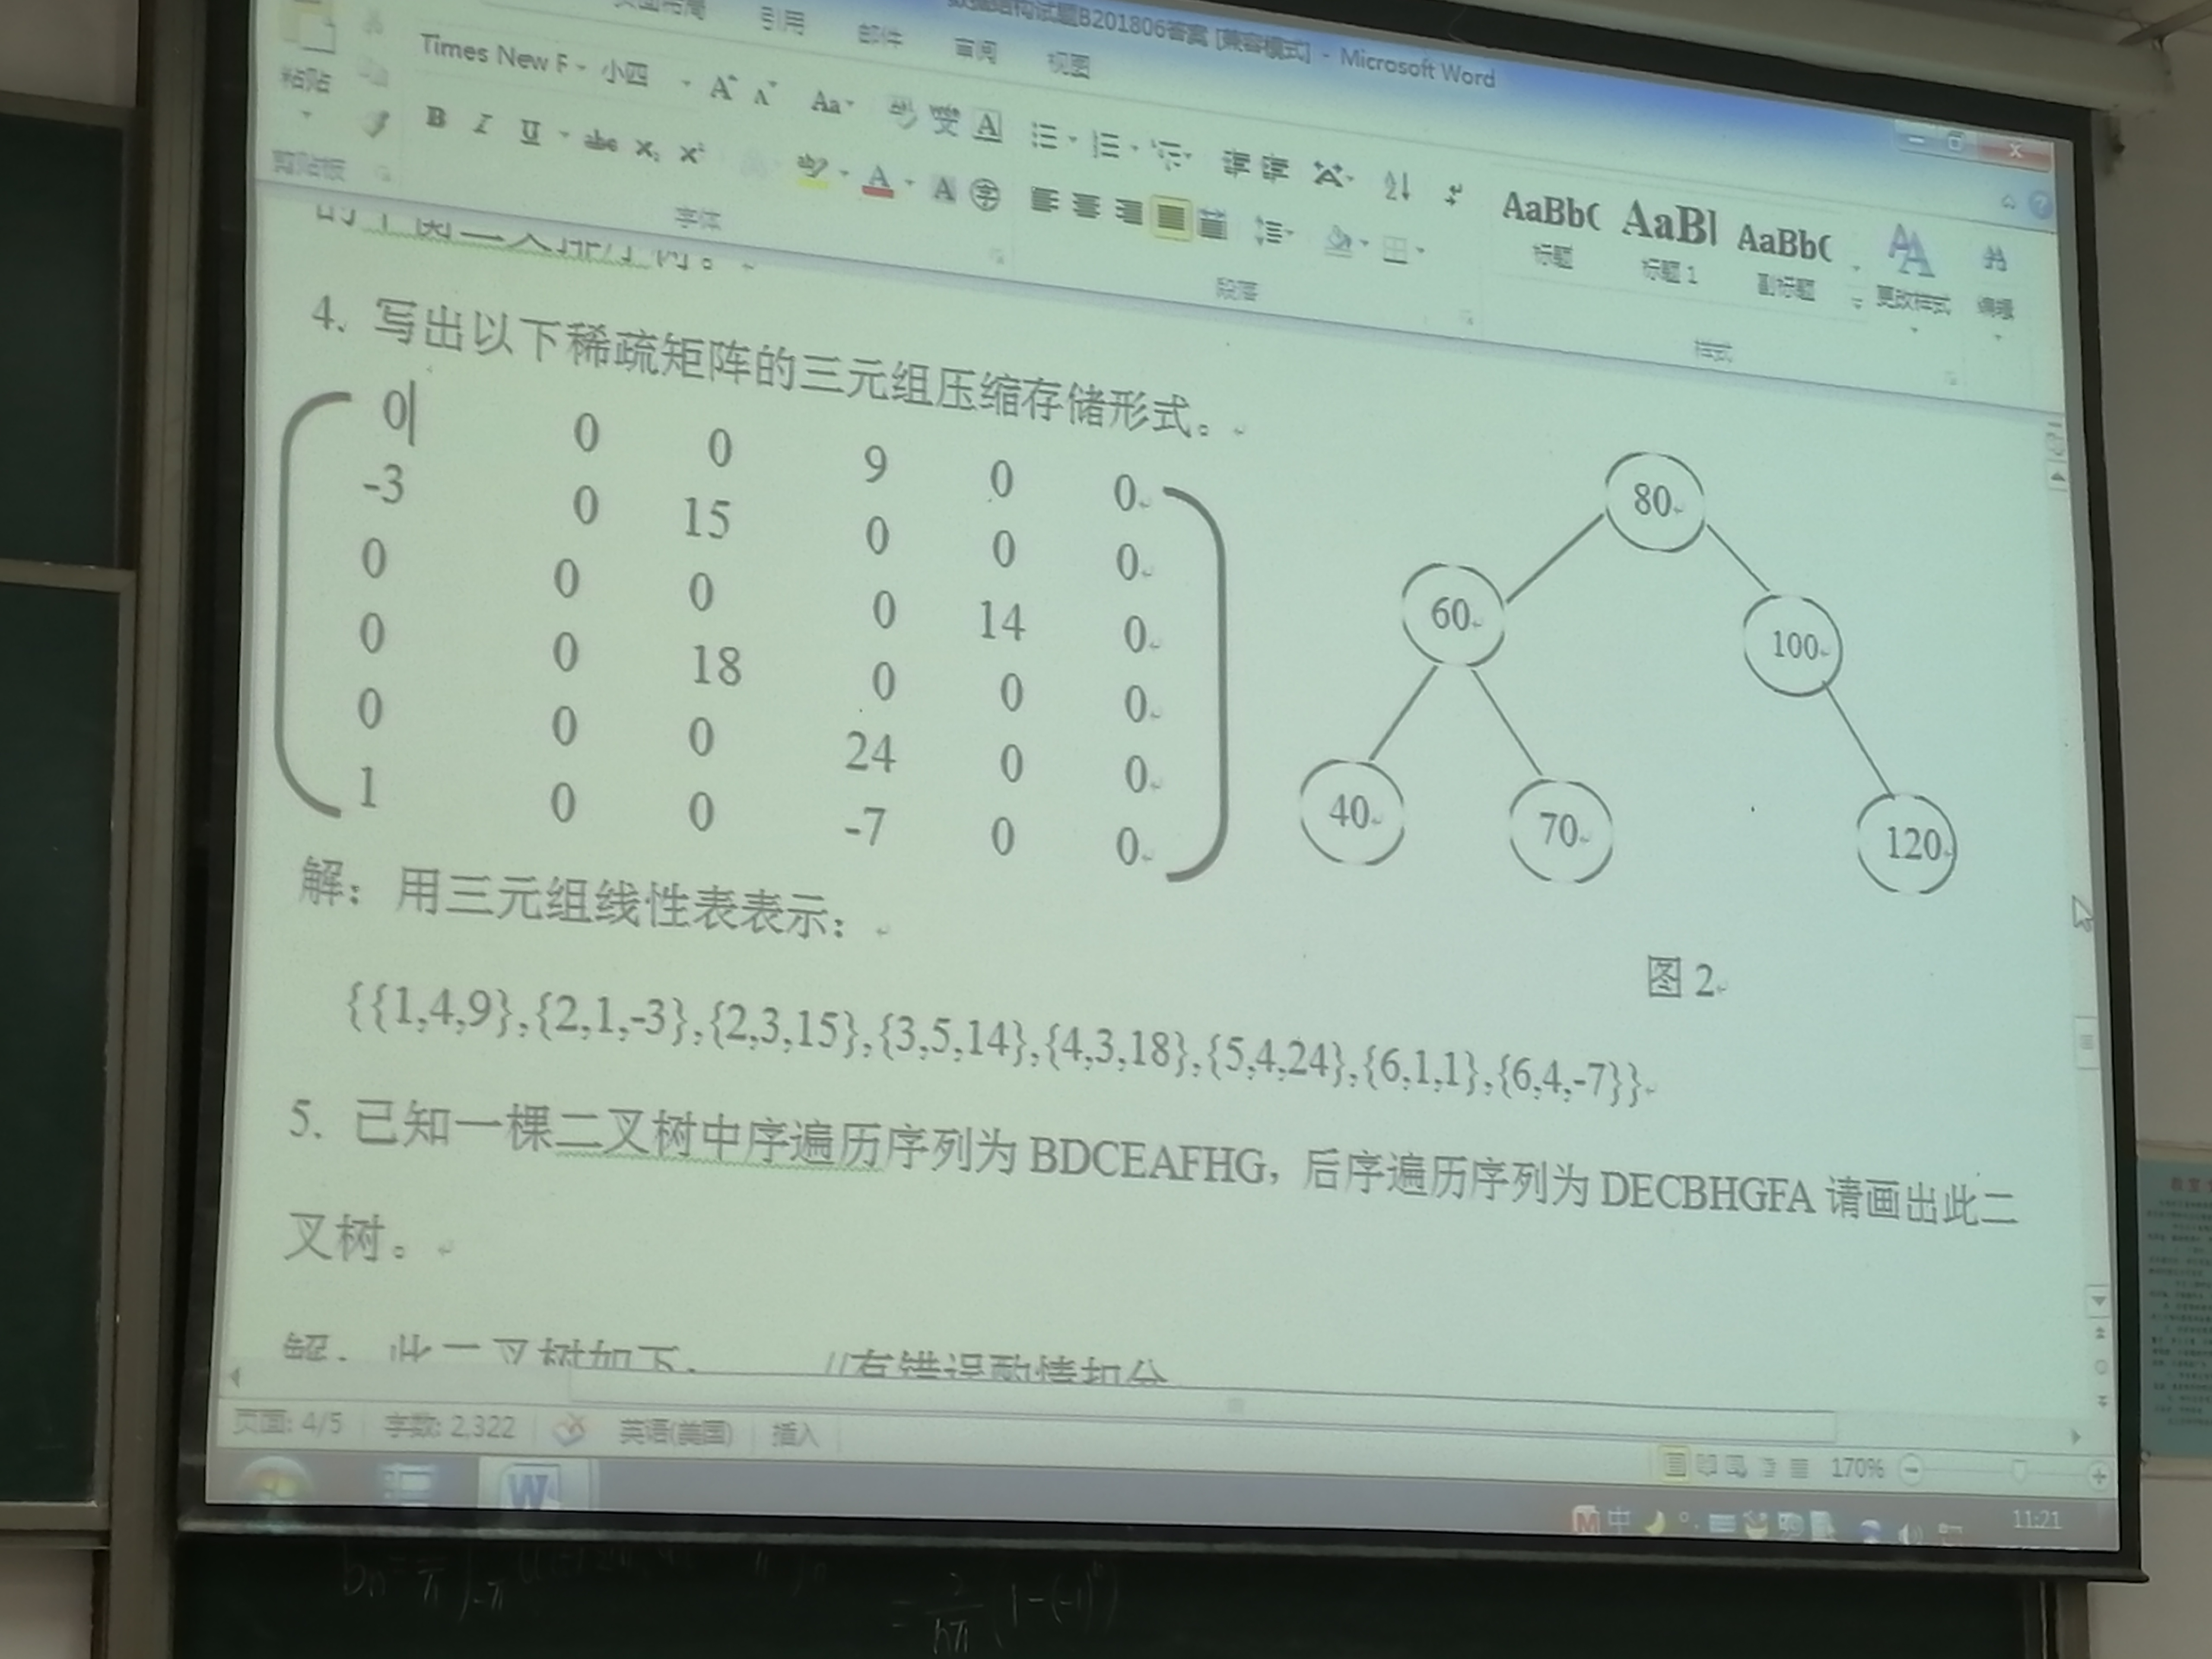 数据结构试题B201806答案 [兼容模式] - Microsoft Word
页面布局 引用 邮件 审阅 视图
粘贴
Times New F 小四
剪贴板 字体 段落 样式
AaBbC AaBl AaBbC
标题 标题 1 副标题 更改样式 编辑
4. 写出以下稀疏矩阵的三元组压缩存储形式。
0 0 0 9 0 0
-3 0 15 0 0 0
0 0 0 0 14 0
0 0 18 0 0 0
0 0 0 24 0 0
1 0 0 -7 0 0
80
60 100
40 70 120
图 2
解：用三元组线性表表示：
{{1,4,9},{2,1,-3},{2,3,15},{3,5,14},{4,3,18},{5,4,24},{6,1,1},{6,4,-7}}
5. 已知一棵二叉树中序遍历序列为 BDCEAFHG，后序遍历序列为 DECBHGFA 请画出此二
叉树。
解：此二叉树如下： //有错误酌情扣分
页面: 4/5 字数: 2,322 英语(美国) 插入 170%
中 11:21